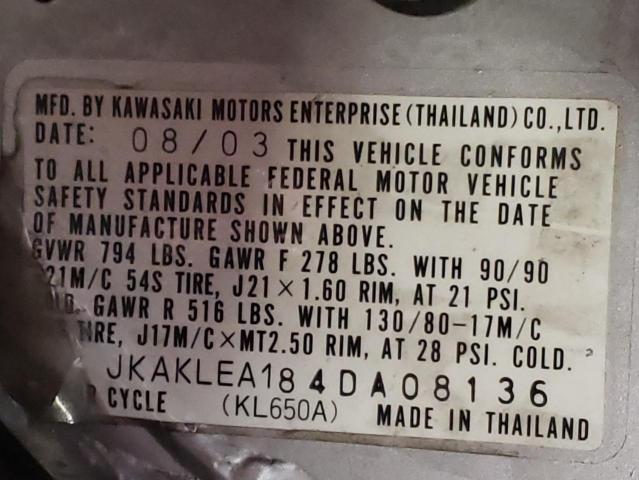 MFD. BY KAWASAKI MOTORS ENTERPRISE (THAILAND) CO., LTD.
DATE: 08/03 THIS VEHICLE CONFORMS
TO ALL APPLICABLE FEDERAL MOTOR VEHICLE
SAFETY STANDARDS IN EFFECT ON THE DATE
OF MANUFACTURE SHOWN ABOVE.
GVWR 794 LBS. GAWR F 278 LBS. WITH 90/90
21M/C 54S TIRE, J21×1.60 RIM, AT 21 PSI.
GAWR R 516 LBS. WITH 130/80-17M/C
TIRE, J17M/C×MT2.50 RIM, AT 28 PSI. COLD.
JKAKLEA184DA08136
CYCLE (KL650A) MADE IN THAILAND